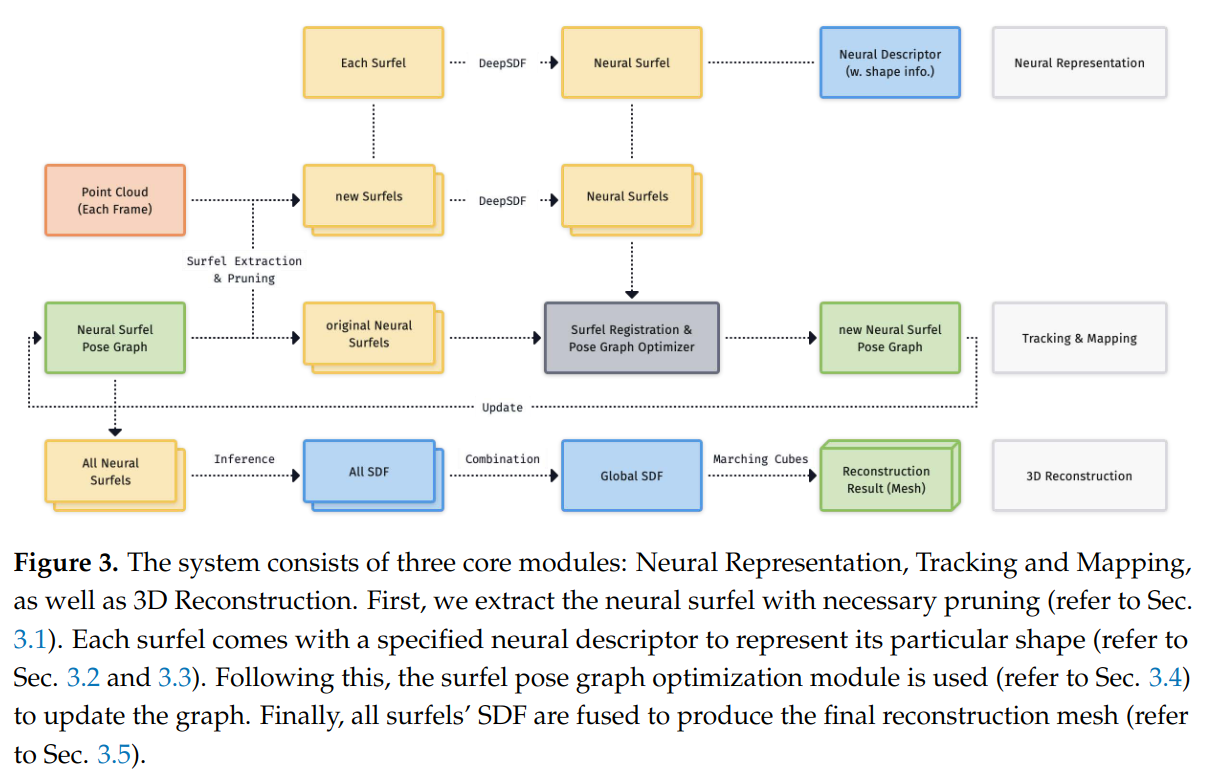 Each Surfel
DeepSDF
Neural Surfel
Neural Descriptor
(w. shape info.)
Neural Representation
Point Cloud
(Each Frame)
new Surfels
DeepSDF
Neural Surfels
Surfel Extraction
& Pruning
Neural Surfel
Pose Graph
original Neural
Surfels
Surfel Registration &
Pose Graph Optimizer
new Neural Surfel
Pose Graph
Tracking & Mapping
Update
All Neural
Surfels
Inference
All SDF
Combination
Global SDF
Marching Cubes
Reconstruction
Result (Mesh)
3D Reconstruction
Figure 3. The system consists of three core modules: Neural Representation, Tracking and Mapping,
as well as 3D Reconstruction. First, we extract the neural surfel with necessary pruning (refer to Sec.
3.1). Each surfel comes with a specified neural descriptor to represent its particular shape (refer to
Sec. 3.2 and 3.3). Following this, the surfel pose graph optimization module is used (refer to Sec. 3.4)
to update the graph. Finally, all surfels’ SDF are fused to produce the final reconstruction mesh (refer
to Sec. 3.5).